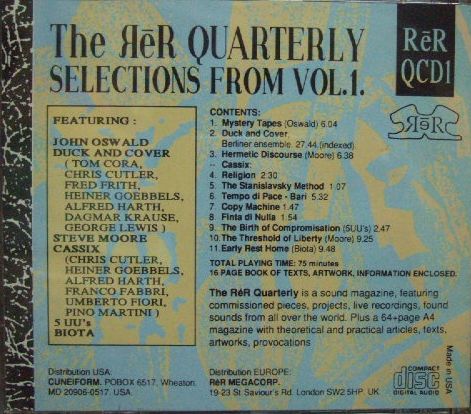 The ЯēR QUARTERLY
SELECTIONS FROM VOL.1.
RēR
QCD1
ЯēR
FEATURING :
JOHN OSWALD
DUCK AND COVER
( TOM CORA,
CHRIS CUTLER,
FRED FRITH,
HEINER GOEBBELS,
ALFRED HARTH,
DAGMAR KRAUSE,
GEORGE LEWIS )
STEVE MOORE
CASSIX
(CHRIS CUTLER,
HEINER GOEBBELS,
ALFRED HARTH,
FRANCO FABBRI,
UMBERTO FIORI,
PINO MARTINI )
5 UU's
BIOTA
CONTENTS:
1. Mystery Tapes (Oswald) 6.04
2. Duck and Cover,
Berliner ensemble. 27.44.(indexed)
3. Hermetic Discourse (Moore) 6.38
-- Cassix:
4. Religion 2:30
5. The Stanislavsky Method 1.07
6. Tempo di Pace - Bari 5.32
7. Copy Machine 1.47
8. Finta di Nulla 1.54
9. The Birth of Compromisation (5UU's) 2.47
10. The Threshold of Liberty (Moore) 9.25
11. Early Rest Home (Biota) 9.48
TOTAL PLAYING TIME: 75 minutes
16 PAGE BOOK OF TEXTS, ARTWORK, INFORMATION ENCLOSED.
The RēR Quarterly is a sound magazine, featuring
commissioned pieces, projects, live recordings, found
sounds from all over the world. Plus a 64+page A4
magazine with theoretical and practical articles, texts,
artworks, provocations
Distribution USA:
CUNEIFORM. POBOX 6517, Wheaton.
MD 20906-0517. USA.
Distribution EUROPE:
RēR MEGACORP.
19-23 St Saviour's Rd. London SW2 5HP. UK.
COMPACT
disc
DIGITAL AUDIO
Made in USA